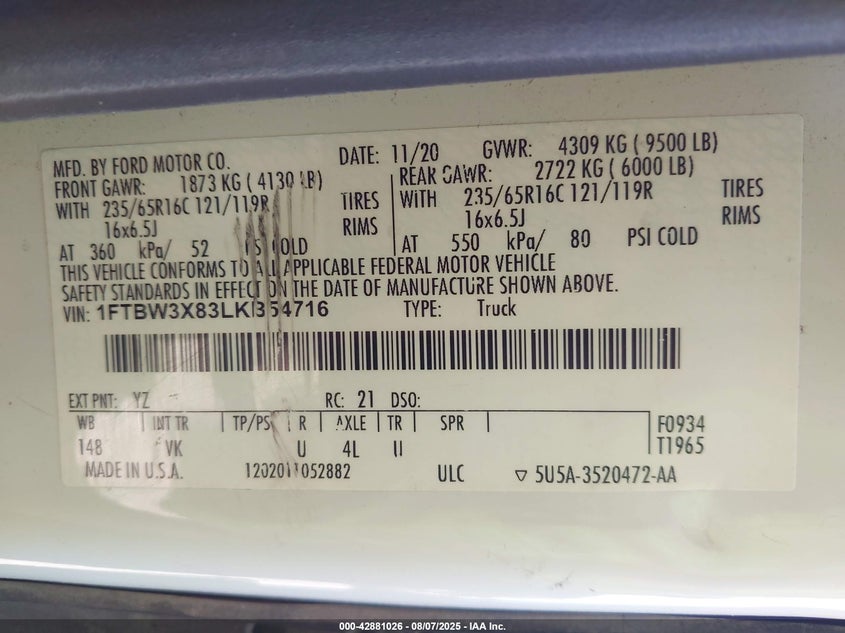 MFD. BY FORD MOTOR CO. DATE: 11/20 GVWR: 4309 KG ( 9500 LB)
FRONT GAWR: 1873 KG ( 4130 LB) REAR GAWR: 2722 KG ( 6000 LB)
WITH 235/65R16C 121/119R TIRES WITH 235/65R16C 121/119R TIRES
16x6.5J RIMS 16x6.5J RIMS
AT 360 kPa/ 52 PSI COLD AT 550 kPa/ 80 PSI COLD
THIS VEHICLE CONFORMS TO ALL APPLICABLE FEDERAL MOTOR VEHICLE
SAFETY STANDARDS IN EFFECT ON THE DATE OF MANUFACTURE SHOWN ABOVE.
VIN: 1FTBW3X83LKB54716 TYPE: Truck
EXT PNT: YZ RC: 21 DSO:
WB INT TR TP/PS R AXLE TR SPR F0934
148 VK U 4L T1965
MADE IN U.S.A. 1202011052882 ULC ▽ 5U5A-3520472-AA
000-42881026 - 08/07/2025 - IAA Inc.